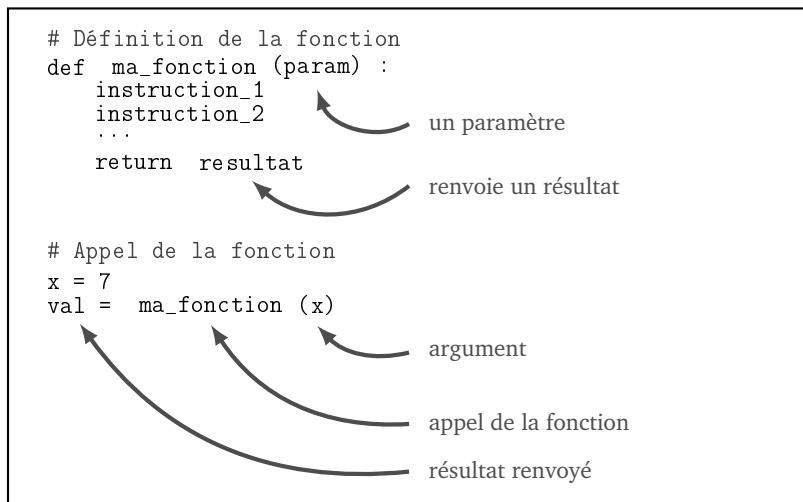 # Définition de la fonction
def ma_fonction (param) :
instruction_1
instruction_2
...
un paramètre
return resultat
renvoie un résultat
# Appel de la fonction
x = 7
val = ma_fonction (x)
argument
appel de la fonction
résultat renvoyé